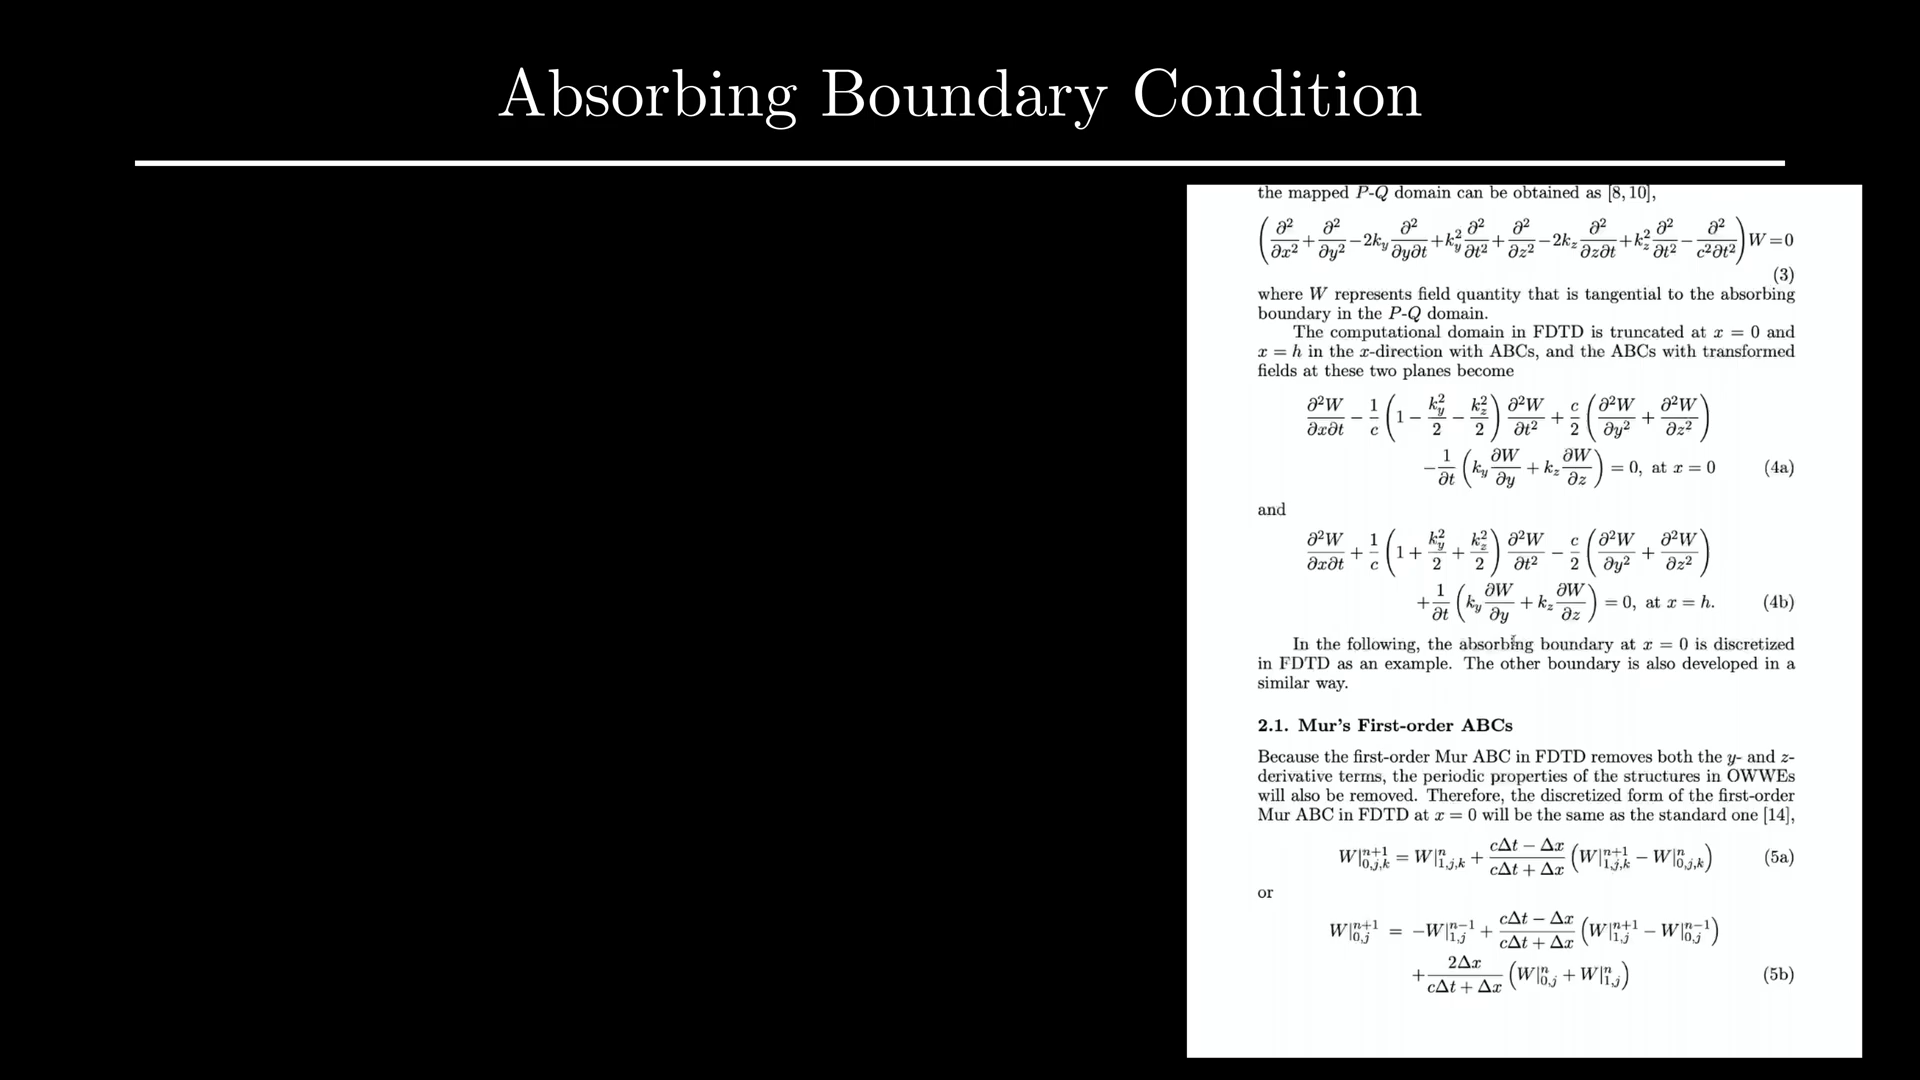 Absorbing Boundary Condition
the mapped P-Q domain can be obtained as [8, 10],
(∂²/∂x² + ∂²/∂y² − 2k_y ∂²/∂y∂t + k_y² ∂²/∂t² + ∂²/∂z² − 2k_z ∂²/∂z∂t + k_z² ∂²/∂t² − ∂²/c²∂t²) W = 0
(3)
where W represents field quantity that is tangential to the absorbing
boundary in the P-Q domain.
The computational domain in FDTD is truncated at x = 0 and
x = h in the x-direction with ABCs, and the ABCs with transformed
fields at these two planes become
∂²W/∂x∂t − 1/c (1 − k_y²/2 − k_z²/2) ∂²W/∂t² + c/2 (∂²W/∂y² + ∂²W/∂z²)
−1/∂t (k_y ∂W/∂y + k_z ∂W/∂z) = 0, at x = 0 (4a)
and
∂²W/∂x∂t + 1/c (1 + k_y²/2 + k_z²/2) ∂²W/∂t² − c/2 (∂²W/∂y² + ∂²W/∂z²)
+1/∂t (k_y ∂W/∂y + k_z ∂W/∂z) = 0, at x = h. (4b)
In the following, the absorbing boundary at x = 0 is discretized
in FDTD as an example. The other boundary is also developed in a
similar way.
2.1. Mur's First-order ABCs
Because the first-order Mur ABC in FDTD removes both the y- and z-
derivative terms, the periodic properties of the structures in OWWEs
will also be removed. Therefore, the discretized form of the first-order
Mur ABC in FDTD at x = 0 will be the same as the standard one [14],
W|^{n+1}_{0,j,k} = W|^n_{1,j,k} + (cΔt − Δx)/(cΔt + Δx) (W|^{n+1}_{1,j,k} − W|^n_{0,j,k}) (5a)
or
W|^{n+1}_{0,j} = −W|^{n−1}_{1,j} + (cΔt − Δx)/(cΔt + Δx) (W|^{n+1}_{1,j} − W|^{n−1}_{0,j})
+ 2Δx/(cΔt + Δx) (W|^n_{0,j} + W|^n_{1,j}) (5b)